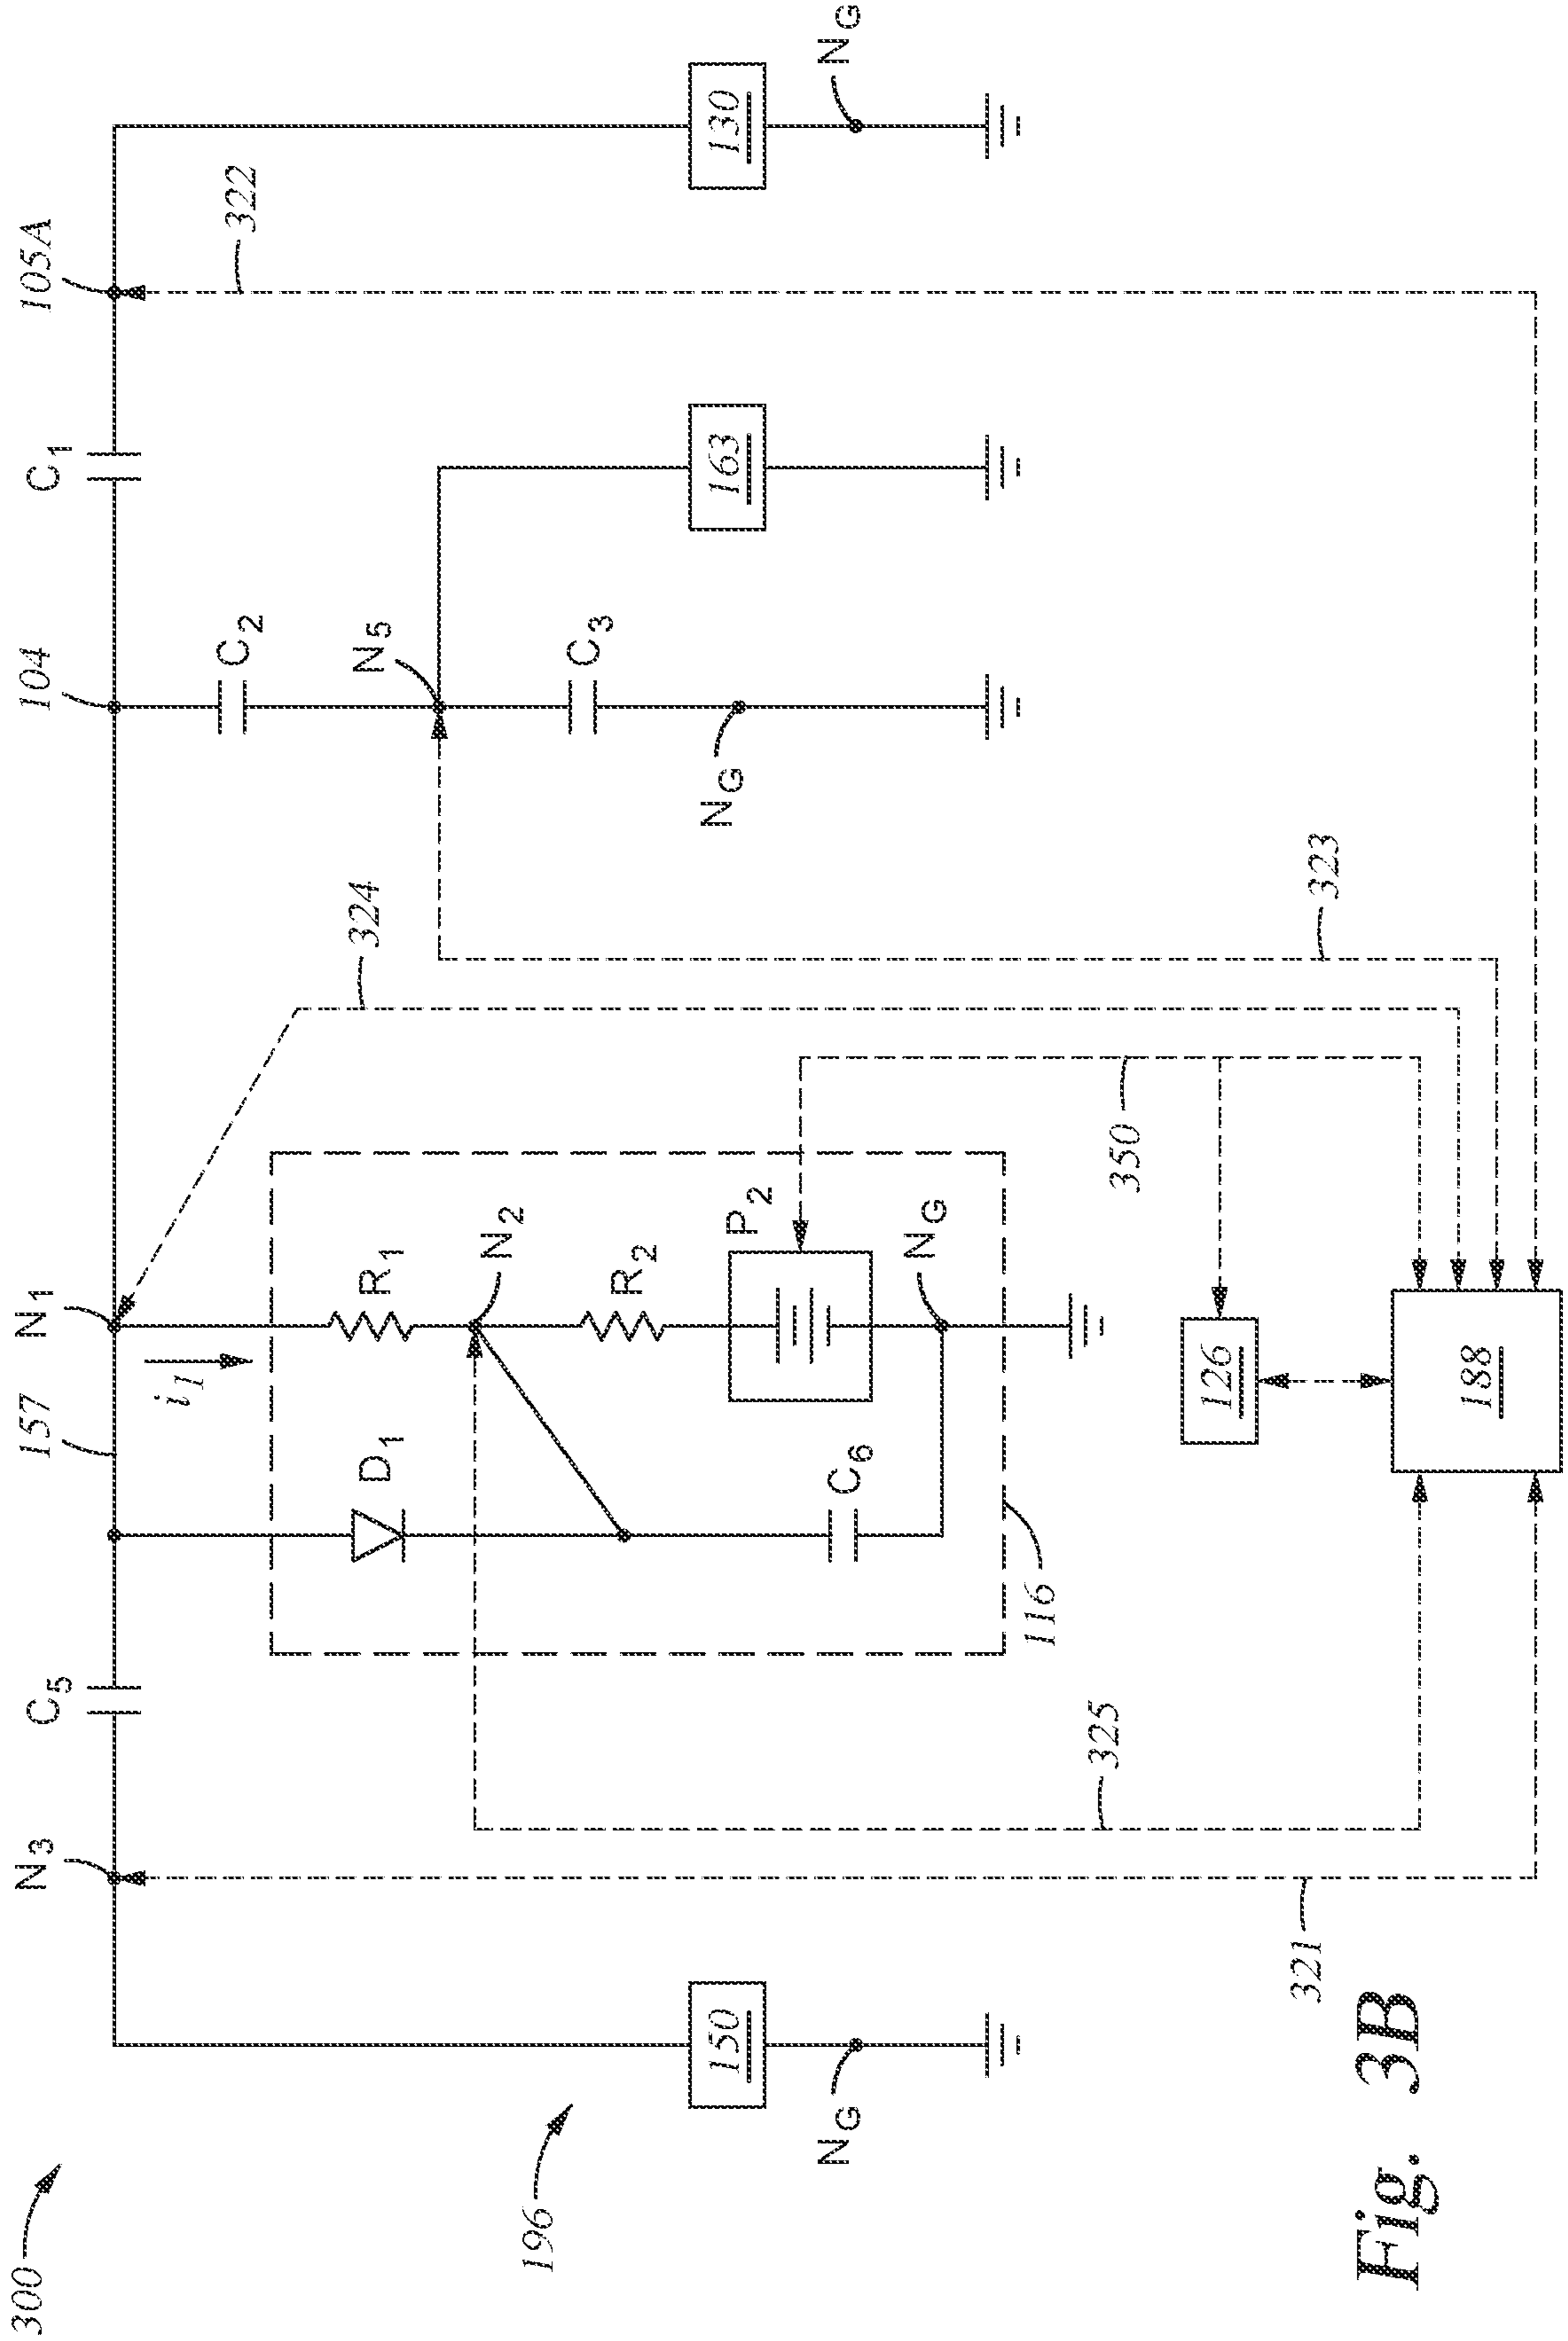 300
N3
C5
157
N1
104
C1
105A
i1
C2
322
D1
R1
324
N5
N2
196
R2
C3
150
P2
163
130
NG
C6
NG
NG
NG
116
325
350
126
321
323
188
Fig. 3B